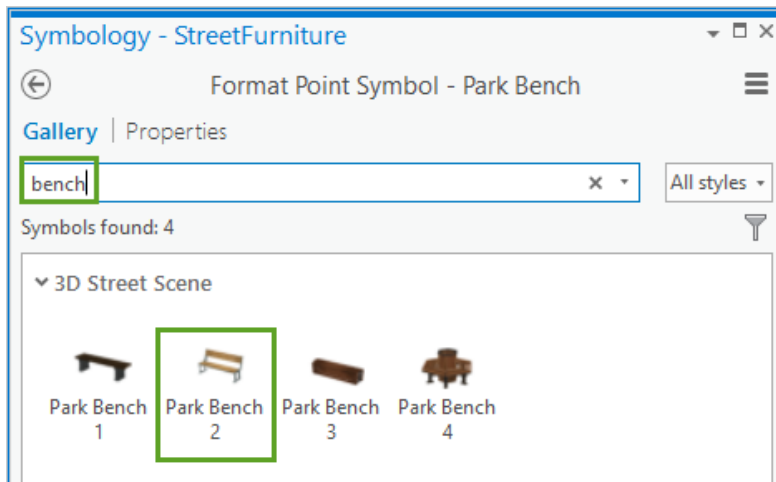 Symbology - StreetFurniture
Format Point Symbol - Park Bench
Gallery | Properties
bench
All styles
Symbols found: 4
3D Street Scene
Park Bench 1
Park Bench 2
Park Bench 3
Park Bench 4